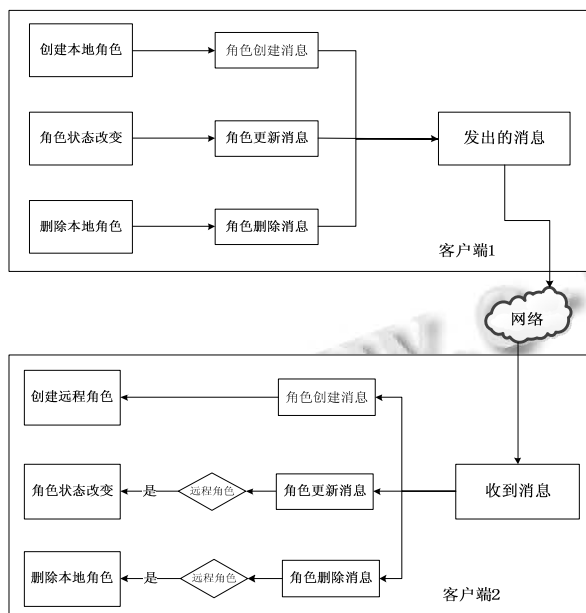 创建本地角色
角色创建消息
角色状态改变
角色更新消息
发出的消息
删除本地角色
角色删除消息
客户端1
网络
创建远程角色
角色创建消息
角色状态改变
是
远程角色
角色更新消息
收到消息
删除本地角色
是
远程角色
角色删除消息
客户端2